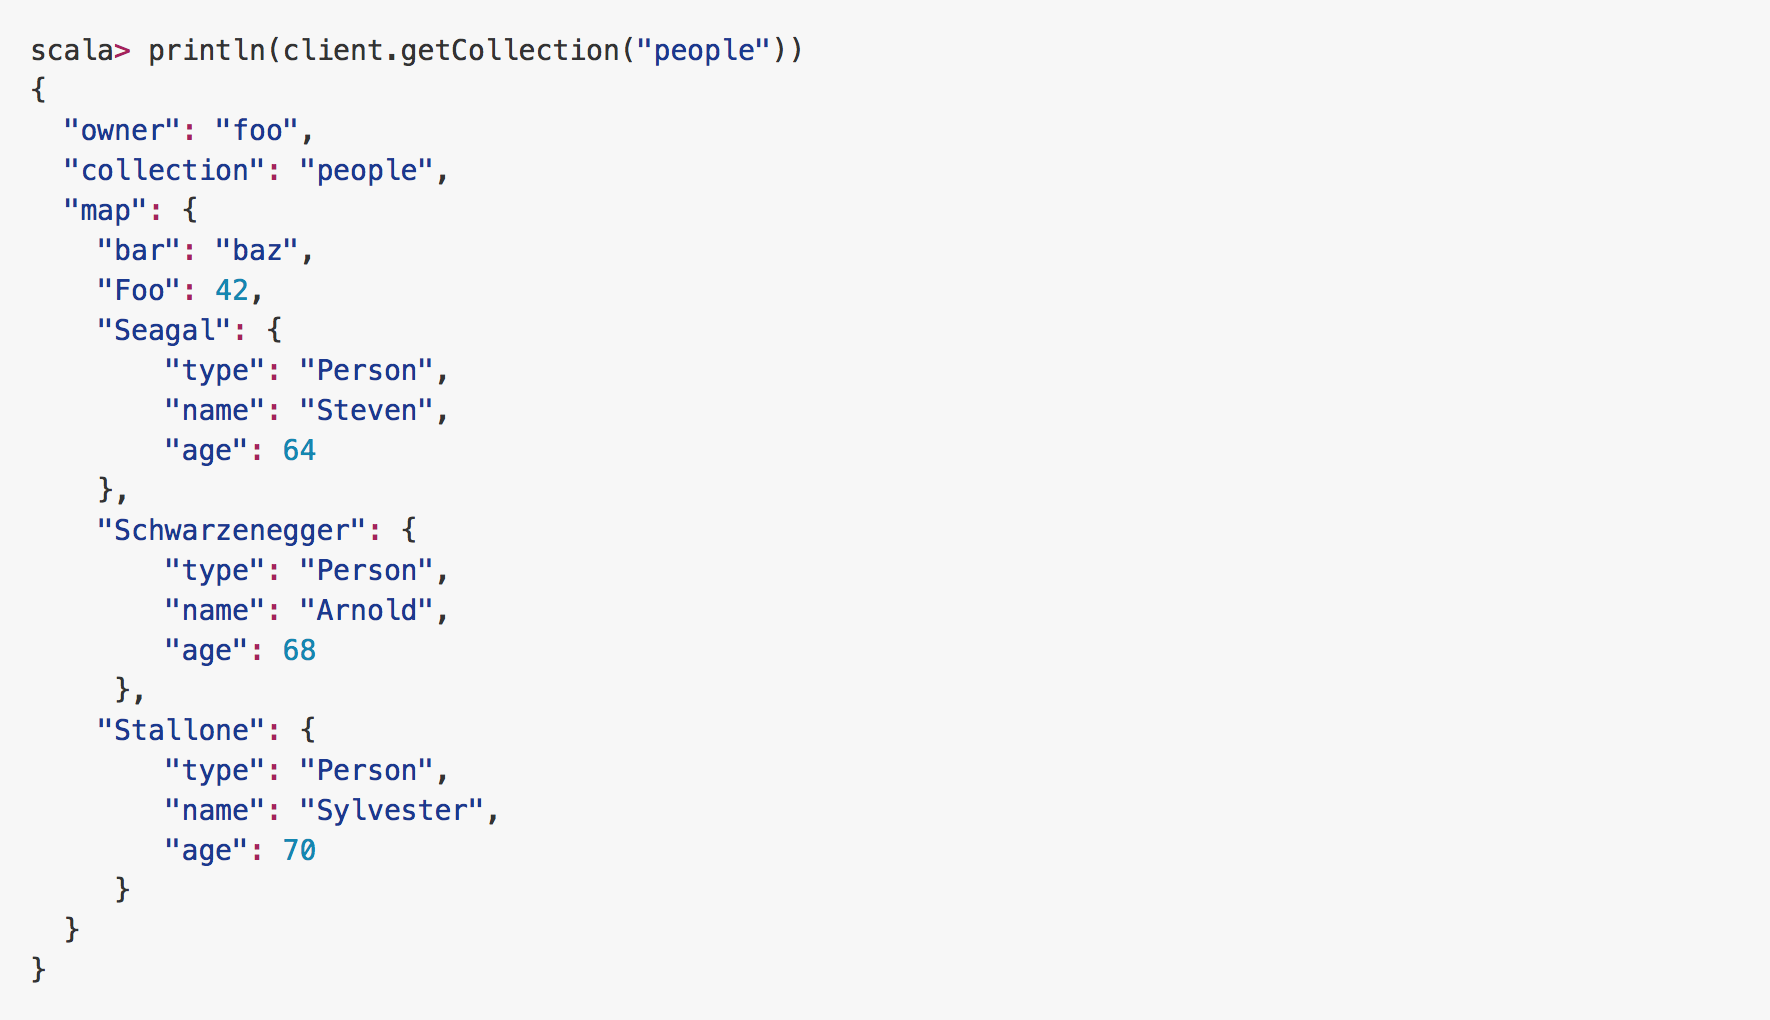 scala> println(client.getCollection("people"))
{
  "owner": "foo",
  "collection": "people",
  "map": {
    "bar": "baz",
    "Foo": 42,
    "Seagal": {
        "type": "Person",
        "name": "Steven",
        "age": 64
    },
    "Schwarzenegger": {
        "type": "Person",
        "name": "Arnold",
        "age": 68
     },
    "Stallone": {
        "type": "Person",
        "name": "Sylvester",
        "age": 70
     }
  }
}